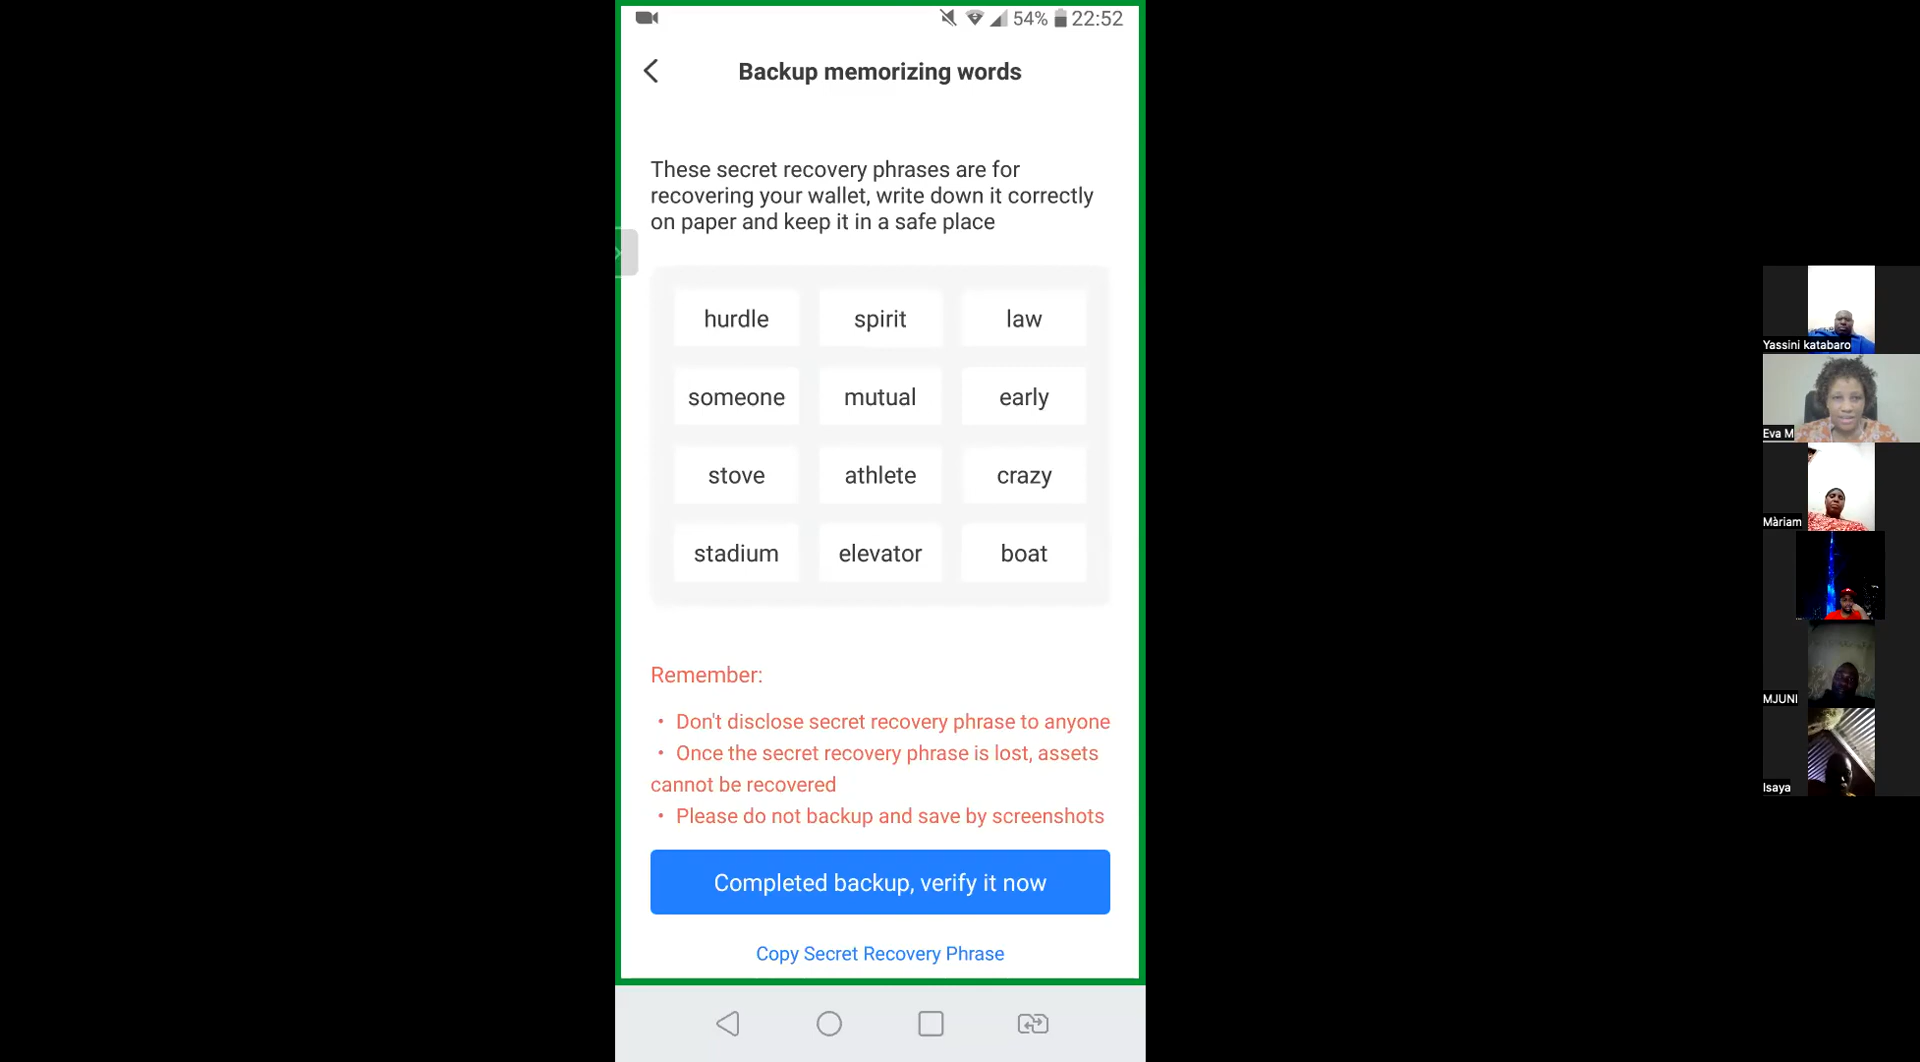 54% 22:52
Backup memorizing words
These secret recovery phrases are for
recovering your wallet, write down it correctly
on paper and keep it in a safe place
hurdle spirit law
someone mutual early
stove athlete crazy
stadium elevator boat
Remember:
• Don't disclose secret recovery phrase to anyone
• Once the secret recovery phrase is lost, assets
cannot be recovered
• Please do not backup and save by screenshots
Completed backup, verify it now
Copy Secret Recovery Phrase
Yassini katabaro
Eva M
Màriam
MJUNI
Isaya